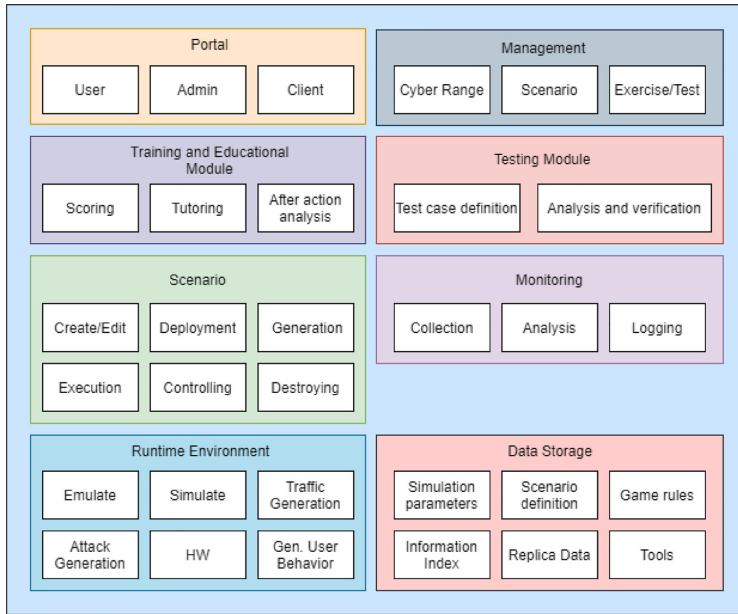 Portal
User
Admin
Client
Management
Cyber Range
Scenario
Exercise/Test
Training and Educational
Module
Scoring
Tutoring
After action
analysis
Testing Module
Test case definition
Analysis and verification
Scenario
Create/Edit
Deployment
Generation
Execution
Controlling
Destroying
Monitoring
Collection
Analysis
Logging
Runtime Environment
Emulate
Simulate
Traffic
Generation
Attack
Generation
HW
Gen. User
Behavior
Data Storage
Simulation
parameters
Scenario
definition
Game rules
Information
Index
Replica Data
Tools